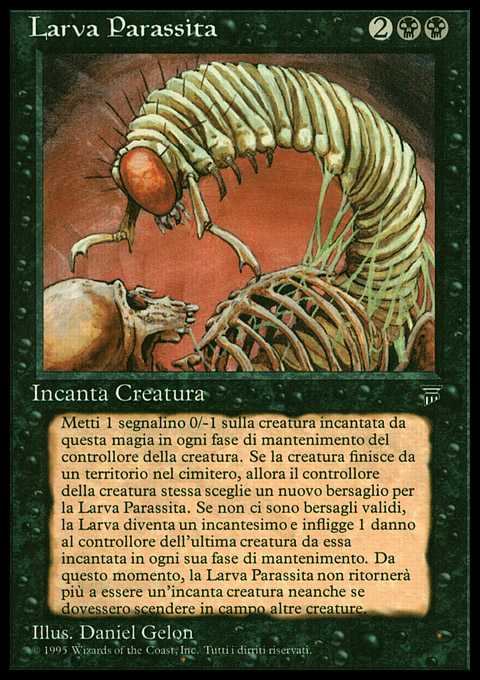 Larva Parassita
2
Incanta Creatura
Metti 1 segnalino 0/-1 sulla creatura incantata da
questa magia in ogni fase di mantenimento del
controllore della creatura. Se la creatura finisce da
un territorio nel cimitero, allora il controllore
della creatura stessa sceglie un nuovo bersaglio per
la Larva Parassita. Se non ci sono bersagli validi,
la Larva diventa un incantesimo e infligge 1 danno
al controllore dell'ultima creatura da essa
incantata in ogni sua fase di mantenimento. Da
questo momento, la Larva Parassita non ritornerà
più a essere un'incanta creatura neanche se
dovessero scendere in campo altre creature.
Illus. Daniel Gelon
© 1995 Wizards of the Coast, Inc. Tutti i dirriti riservati.